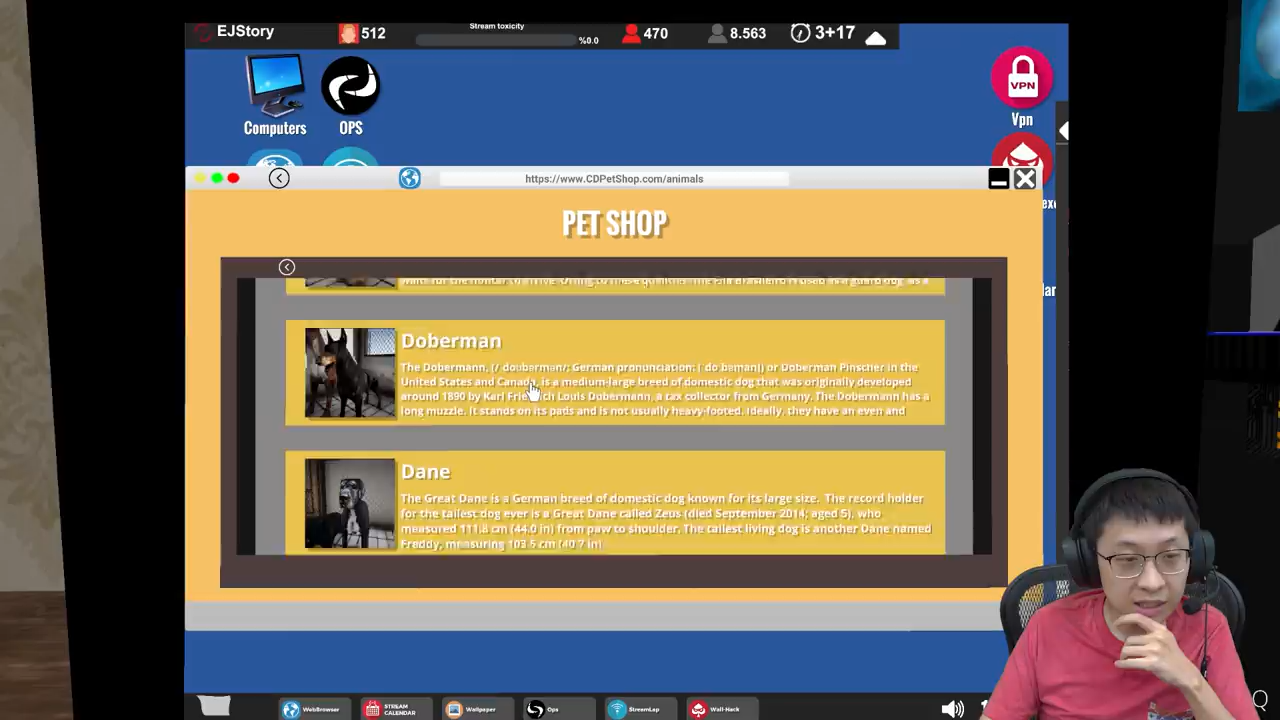 EJStory
512
Stream toxicity
%0.0
470
8.563
3+17
VPN
Computers
OPS
Vpn
https://www.CDPetShop.com/animals
PET SHOP
Doberman
The Dobermann, (/ˈdoʊbərmən/; German pronunciation: [ˈdoːbɐman]) or Doberman Pinscher in the
United States and Canada, is a medium-large breed of domestic dog that was originally developed
around 1890 by Karl Friedrich Louis Dobermann, a tax collector from Germany. The Dobermann has a
long muzzle. It stands on its pads and is not usually heavy-footed. Ideally, they have an even and
Dane
The Great Dane is a German breed of domestic dog known for its large size. The record
holder for the tallest dog ever is a Great Dane called Zeus (died September 2014; aged 5), who
measured 111.8 cm (44.0 in) from paw to shoulder. The tallest living dog is another Dane named
Freddy, measuring 103.5 cm (40.7 in)
WebBrowser
STREAM
CALENDAR
Wallpaper
Ops
StreamLap
Wall-Hack
Q